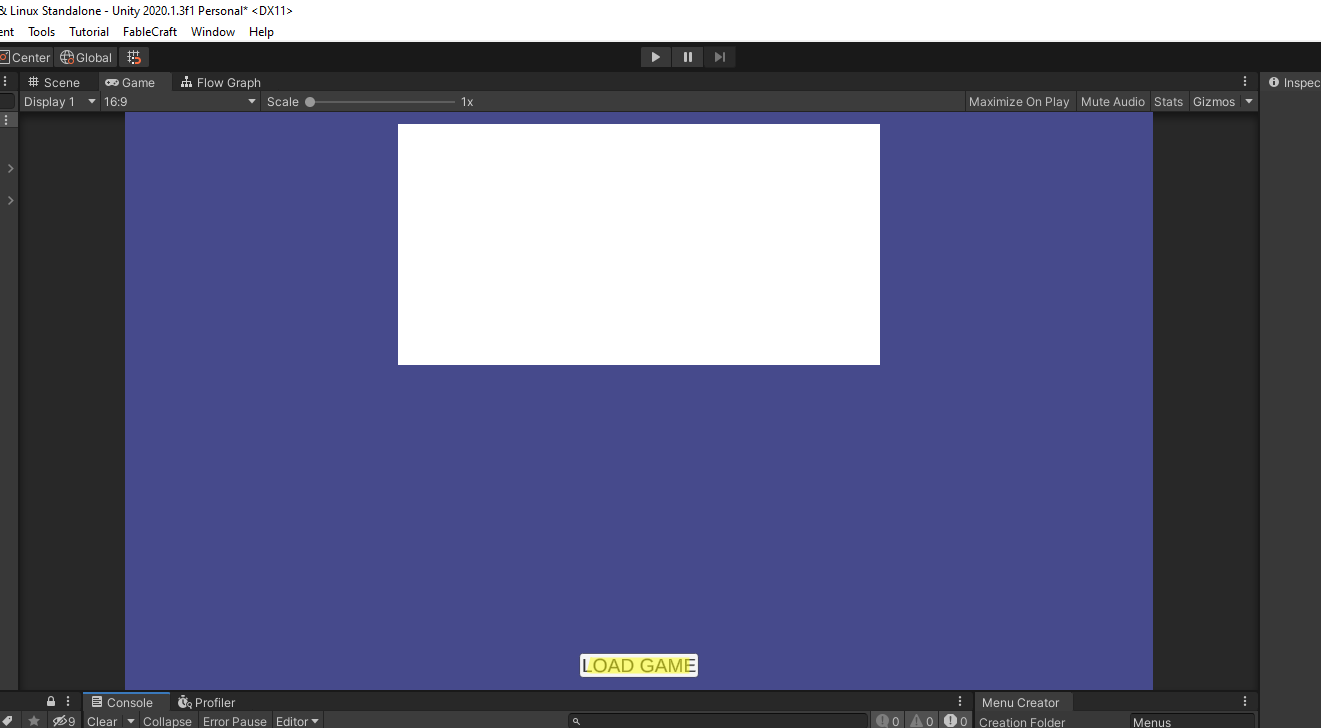 & Linux Standalone - Unity 2020.1.3f1 Personal* <DX11>
ent Tools Tutorial FableCraft Window Help
Center Global
Scene Game Flow Graph Inspec
Display 1 16:9 Scale 1x Maximize On Play Mute Audio Stats Gizmos
LOAD GAME
Console Profiler Menu Creator
9 Clear Collapse Error Pause Editor 0 0 0 Creation Folder Menus